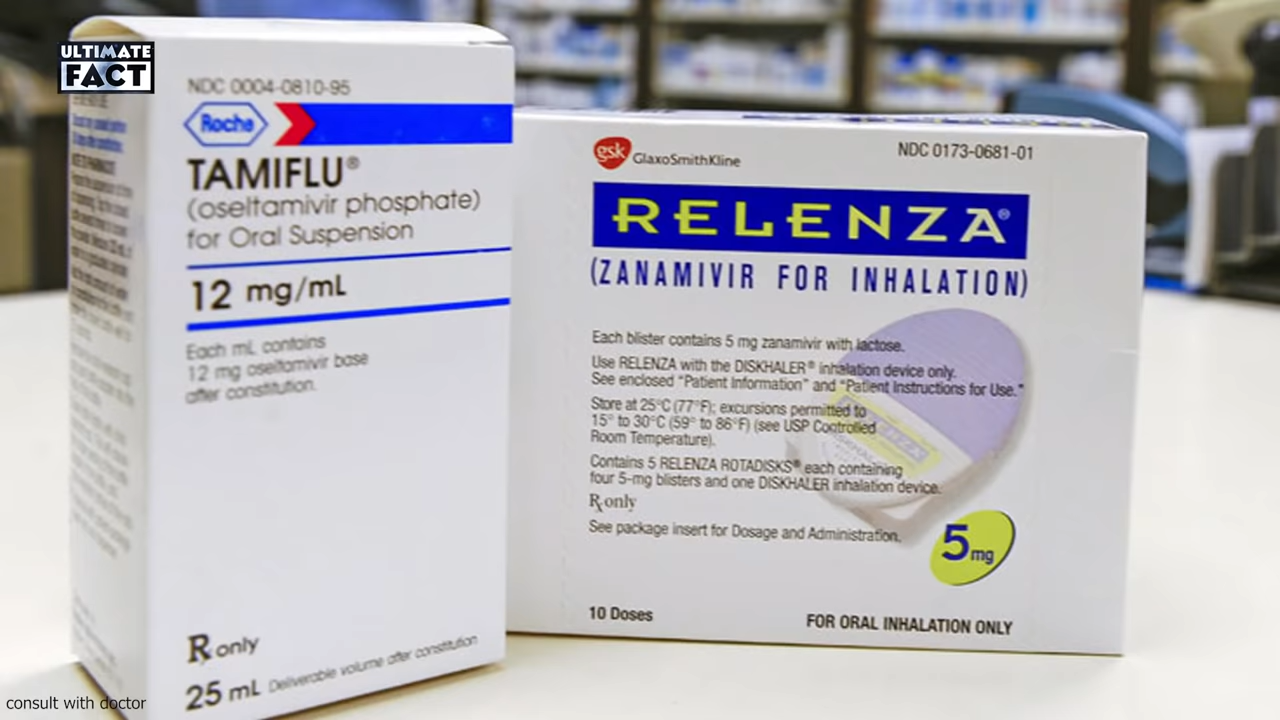 ULTIMATE
FACT
NDC 0004-0810-95
Roche
TAMIFLU®
(oseltamivir phosphate)
for Oral Suspension
12 mg/mL
Each mL contains
12 mg oseltamivir base
after constitution.
Rx only
25 mL Deliverable volume after constitution
gsk GlaxoSmithKline
NDC 0173-0681-01
RELENZA®
(ZANAMIVIR FOR INHALATION)
Each blister contains 5 mg zanamivir with lactose.
Use RELENZA with the DISKHALER® inhalation device only.
See enclosed "Patient Information" and "Patient Instructions for Use."
Store at 25°C (77°F); excursions permitted to
15° to 30°C (59° to 86°F) (see USP Controlled
Room Temperature).
Contains 5 RELENZA ROTADISKS® each containing
four 5-mg blisters and one DISKHALER inhalation device.
Rx only
See package insert for Dosage and Administration.
5 mg
10 Doses
FOR ORAL INHALATION ONLY
consult with doctor